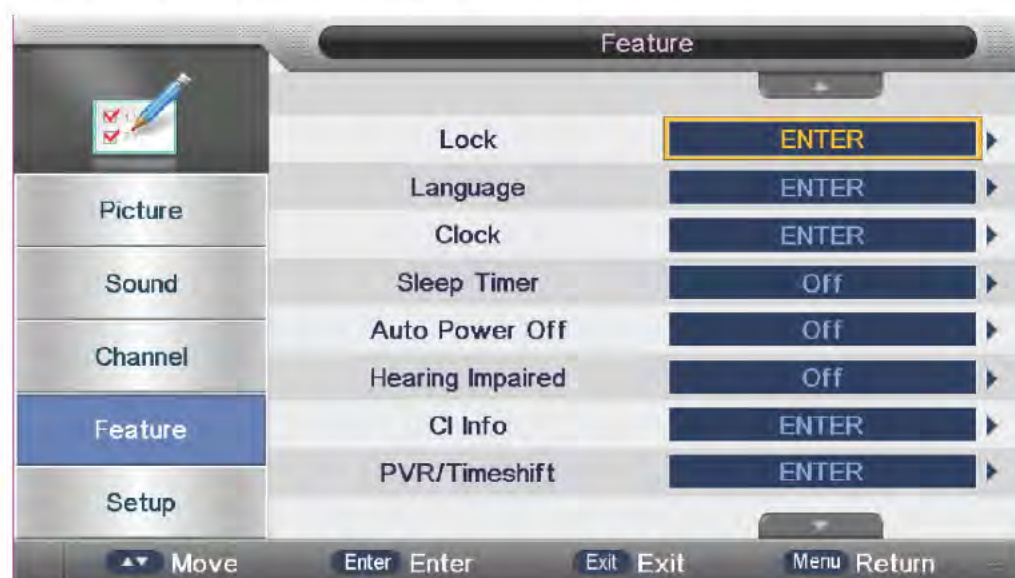 Feature
Lock ENTER
Language ENTER
Clock ENTER
Sleep Timer Off
Auto Power Off Off
Hearing Impaired Off
CI Info ENTER
PVR/Timeshift ENTER
Picture
Sound
Channel
Feature
Setup
Move Enter Enter Exit Exit Menu Return